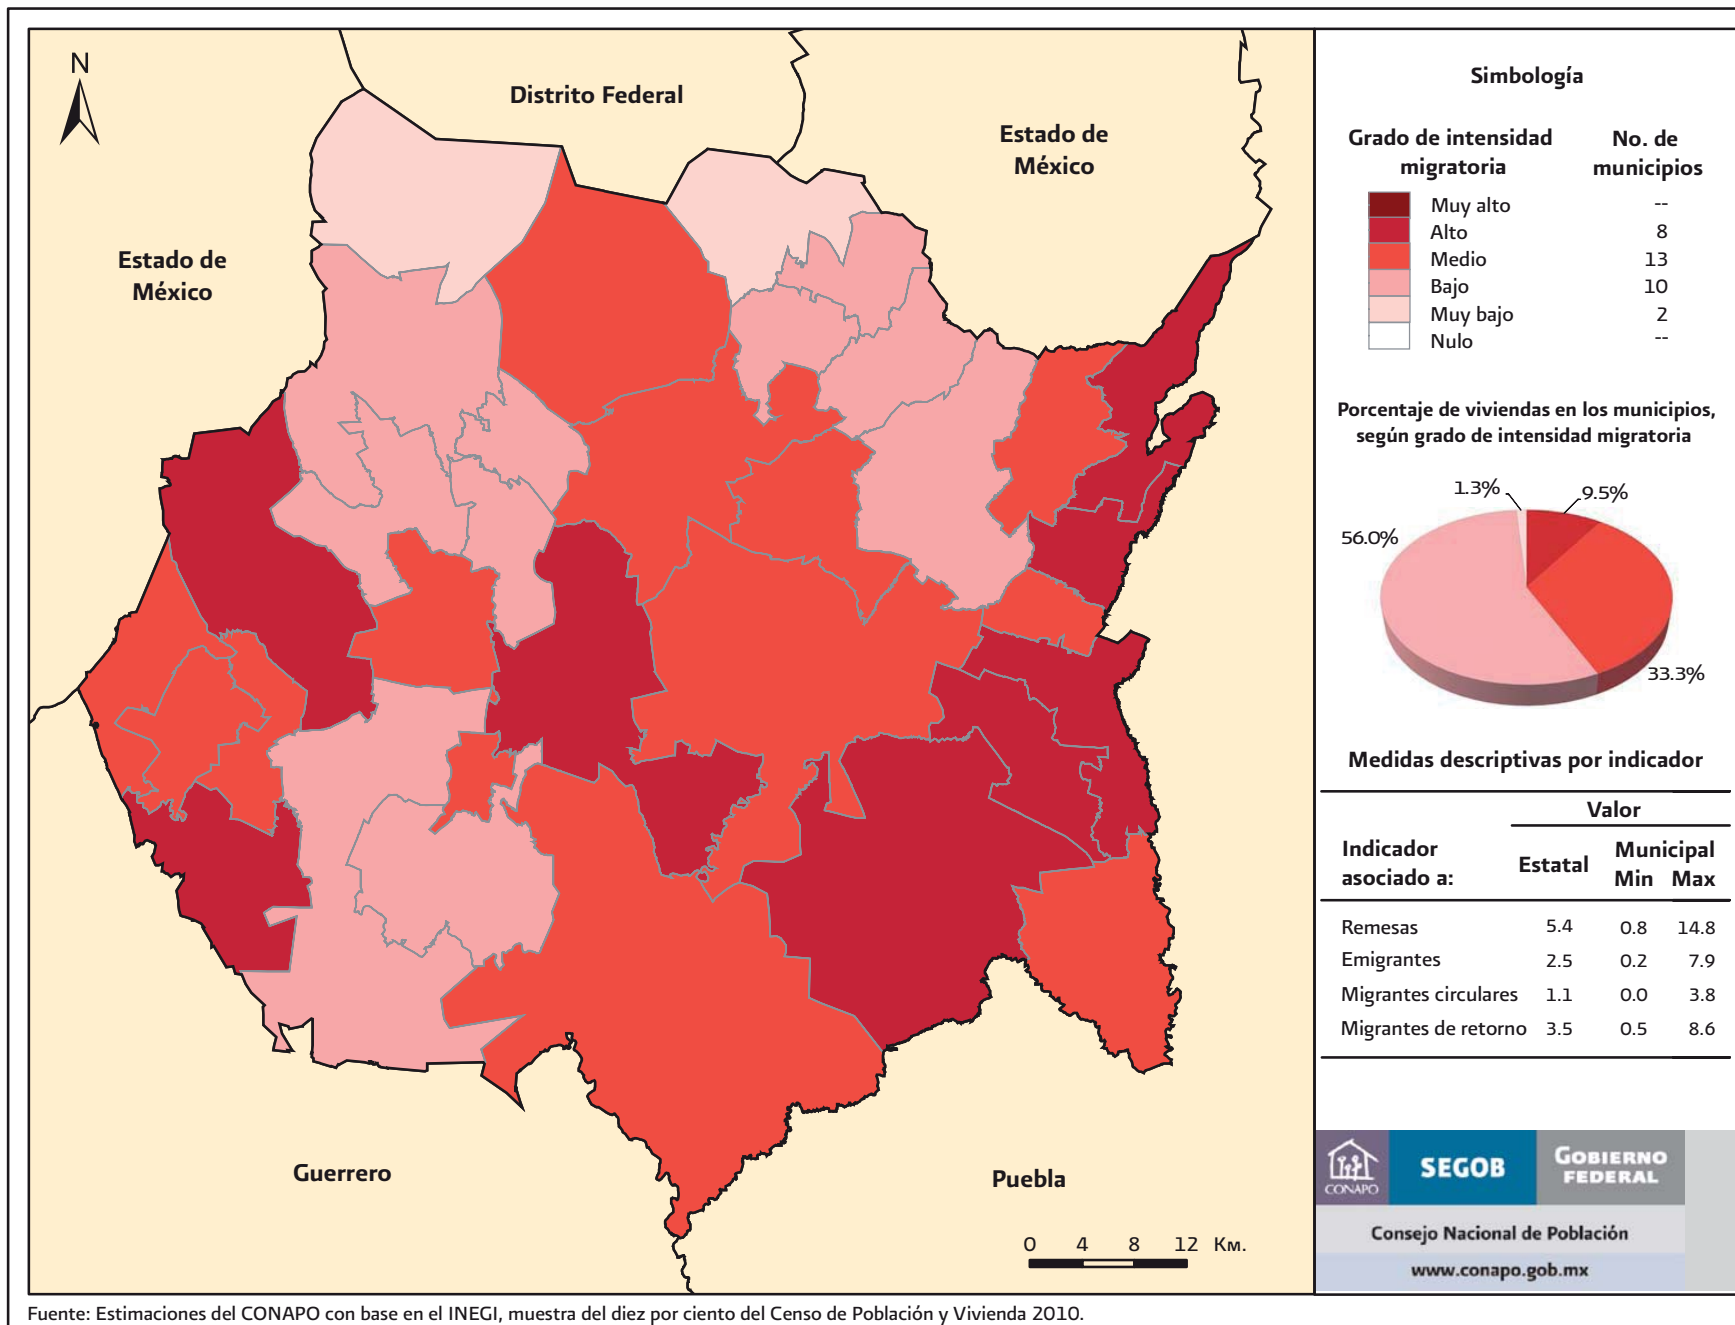 N
Distrito Federal
Estado de
México
Estado de
México
Guerrero
Puebla
0 4 8 12 Km.
Simbología
Grado de intensidad
migratoria
No. de
municipios
Muy alto --
Alto 8
Medio 13
Bajo 10
Muy bajo 2
Nulo --
Porcentaje de viviendas en los municipios,
según grado de intensidad migratoria
1.3%
9.5%
56.0%
33.3%
Medidas descriptivas por indicador
Valor
Indicador
asociado a:
Estatal
Municipal
Min Max
Remesas 5.4 0.8 14.8
Emigrantes 2.5 0.2 7.9
Migrantes circulares 1.1 0.0 3.8
Migrantes de retorno 3.5 0.5 8.6
CONAPO
SEGOB
GOBIERNO
FEDERAL
Consejo Nacional de Población
www.conapo.gob.mx
Fuente: Estimaciones del CONAPO con base en el INEGI, muestra del diez por ciento del Censo de Población y Vivienda 2010.